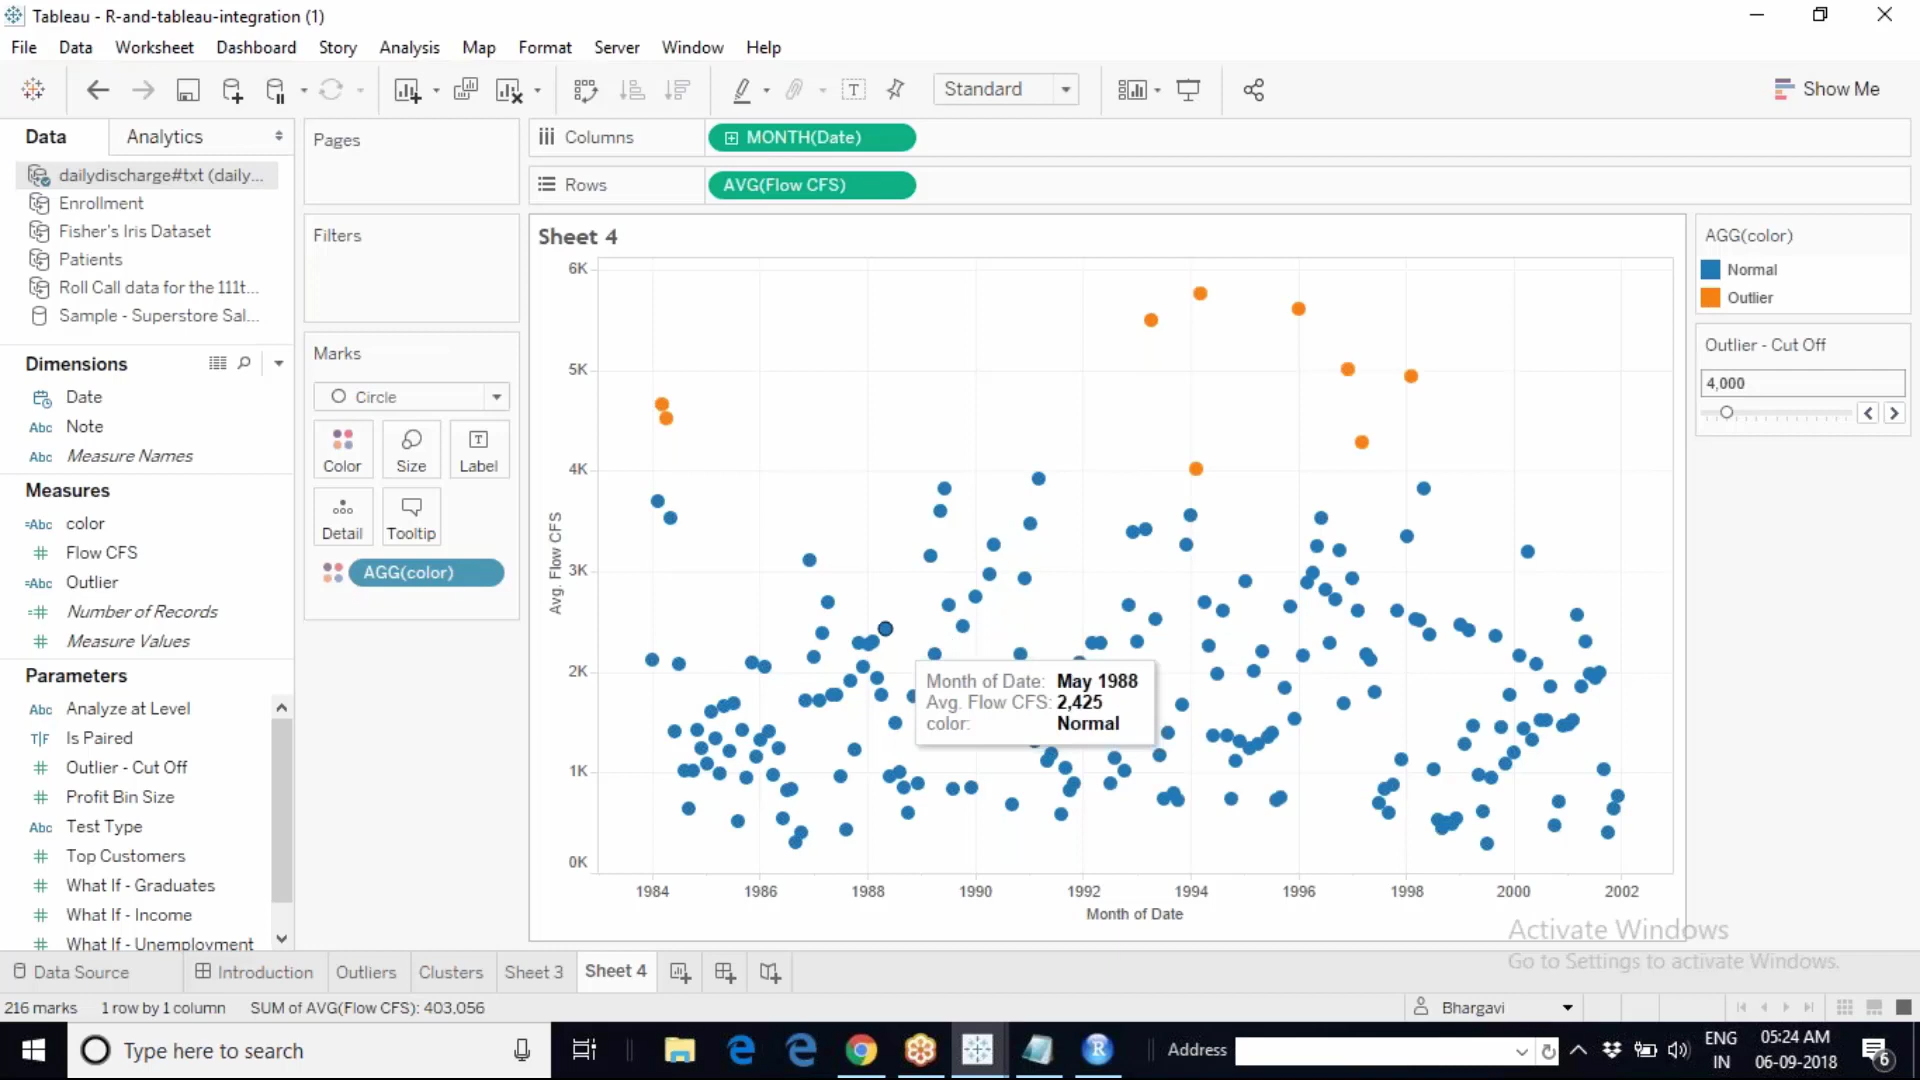 Tableau - R-and-tableau-integration (1)
File Data Worksheet Dashboard Story Analysis Map Format Server Window Help
Standard
Show Me
Data Analytics
dailydischarge#txt (daily...
Enrollment
Fisher's Iris Dataset
Patients
Roll Call data for the 111t...
Sample - Superstore Sal...
Dimensions
Date
Abc Note
Abc Measure Names
Measures
=Abc color
# Flow CFS
=Abc Outlier
=# Number of Records
# Measure Values
Parameters
Abc Analyze at Level
T|F Is Paired
# Outlier - Cut Off
# Profit Bin Size
Abc Test Type
# Top Customers
# What If - Graduates
# What If - Income
# What If - Unemployment
Pages
Filters
Marks
Circle
Color Size Label
Detail Tooltip
AGG(color)
Columns MONTH(Date)
Rows AVG(Flow CFS)
Sheet 4
6K
5K
4K
3K
2K
1K
0K
Avg. Flow CFS
Month of Date: May 1988
Avg. Flow CFS: 2,425
color: Normal
1984 1986 1988 1990 1992 1994 1996 1998 2000 2002
Month of Date
AGG(color)
Normal
Outlier
Outlier - Cut Off
4,000
Activate Windows
Go to Settings to activate Windows.
Data Source Introduction Outliers Clusters Sheet 3 Sheet 4
216 marks 1 row by 1 column SUM of AVG(Flow CFS): 403,056
Bhargavi
Type here to search
Address
ENG
IN
05:24 AM
06-09-2018
6